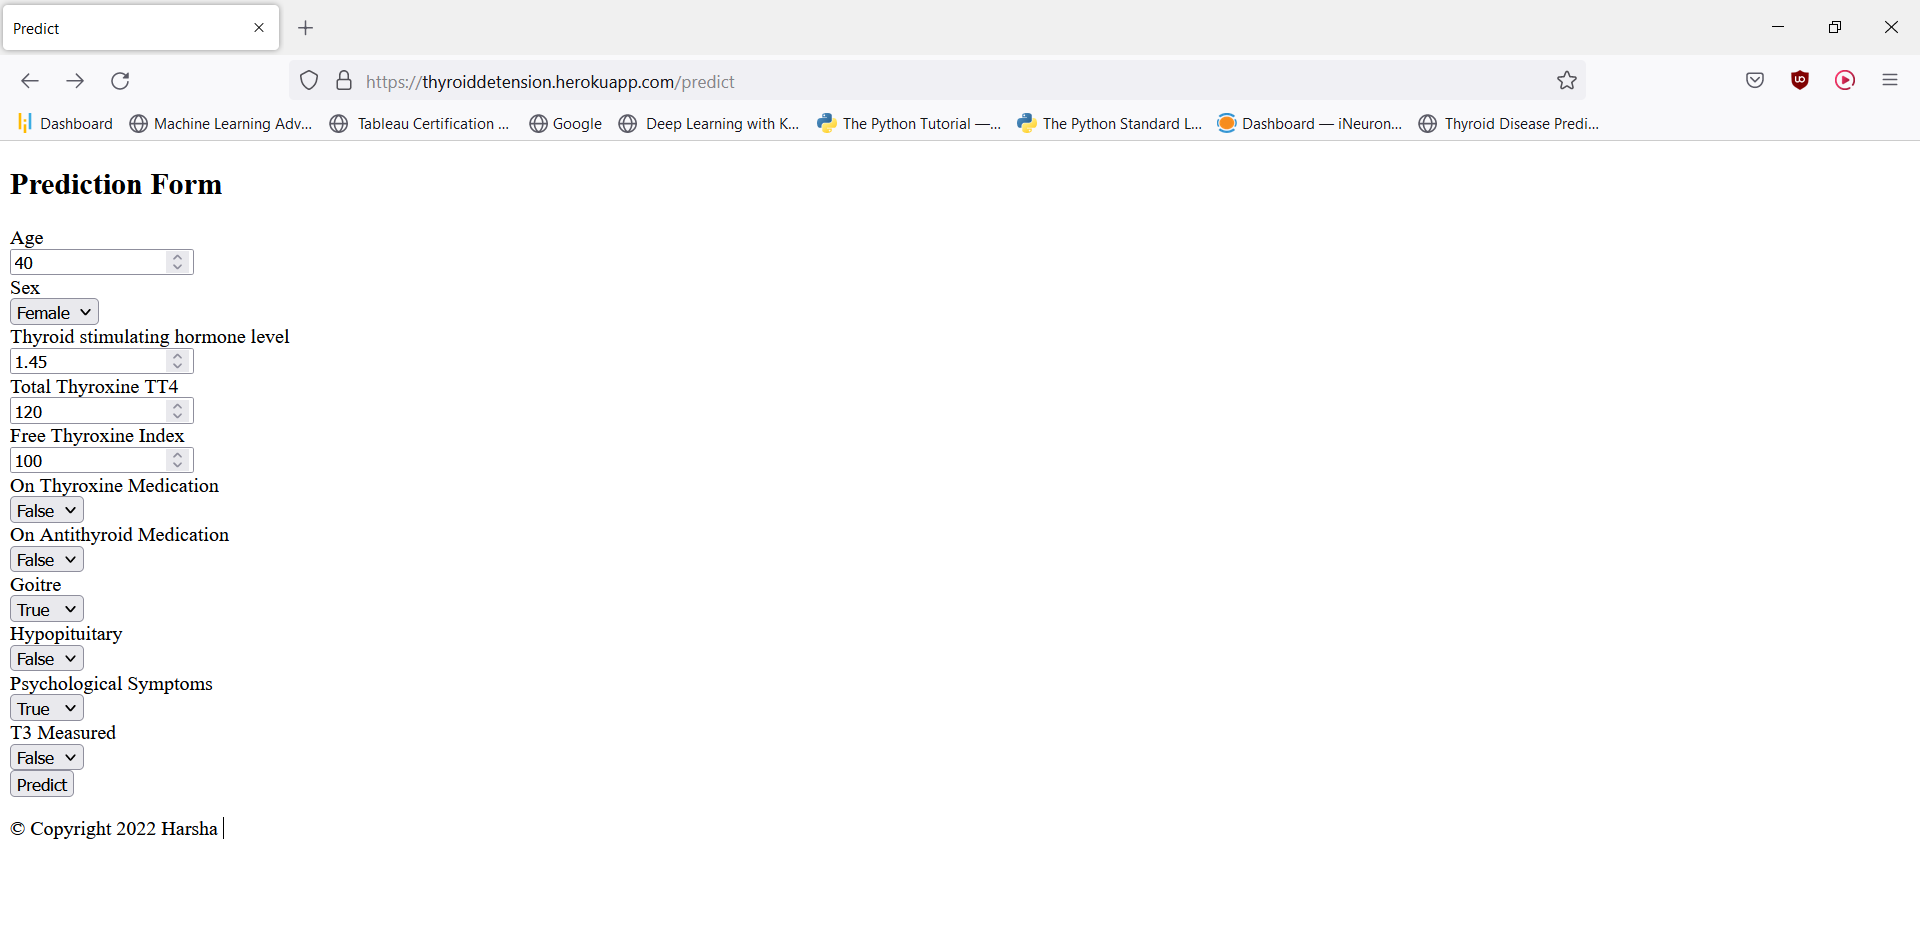 Predict
https://thyroiddetension.herokuapp.com/predict
Dashboard Machine Learning Adv... Tableau Certification ... Google Deep Learning with K... The Python Tutorial —... The Python Standard L... Dashboard — iNeuron... Thyroid Disease Predi...
Prediction Form
Age
40
Sex
Female
Thyroid stimulating hormone level
1.45
Total Thyroxine TT4
120
Free Thyroxine Index
100
On Thyroxine Medication
False
On Antithyroid Medication
False
Goitre
True
Hypopituitary
False
Psychological Symptoms
True
T3 Measured
False
Predict
© Copyright 2022 Harsha